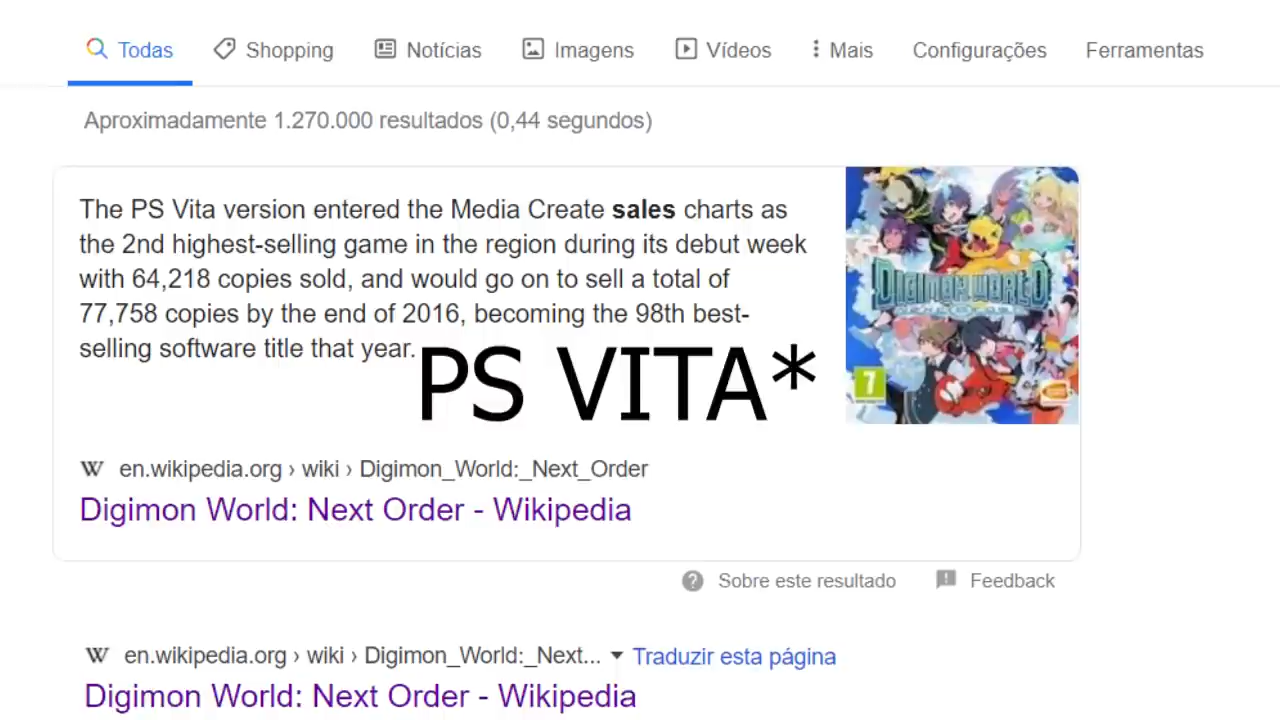 Todas Shopping Notícias Imagens Vídeos Mais Configurações Ferramentas
Aproximadamente 1.270.000 resultados (0,44 segundos)
The PS Vita version entered the Media Create sales charts as
the 2nd highest-selling game in the region during its debut week
with 64,218 copies sold, and would go on to sell a total of
77,758 copies by the end of 2016, becoming the 98th best-
selling software title that year.
PS VITA*
DIGIMON WORLD
7
W en.wikipedia.org › wiki › Digimon_World:_Next_Order
Digimon World: Next Order - Wikipedia
Sobre este resultado Feedback
W en.wikipedia.org › wiki › Digimon_World:_Next... Traduzir esta página
Digimon World: Next Order - Wikipedia